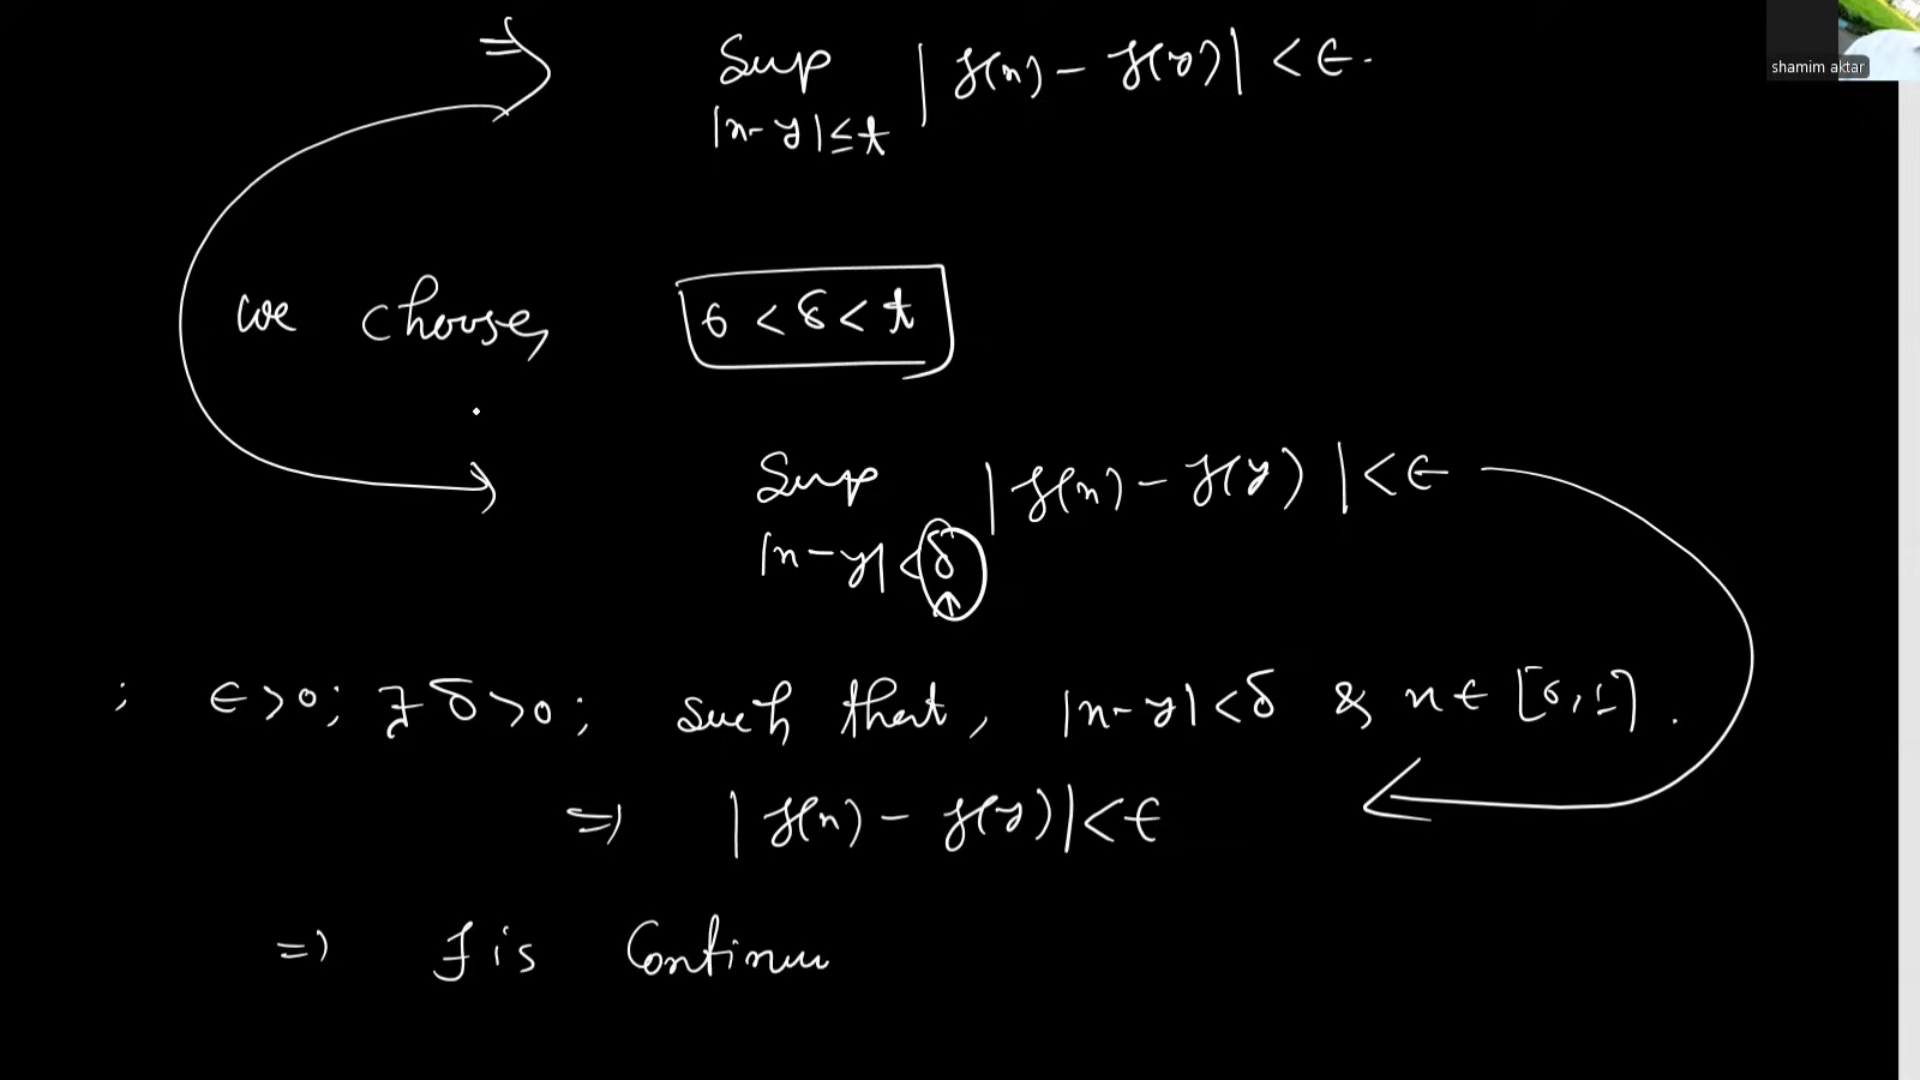 shamim aktar
⇒ Sup |f(x) - f(y)| < ϵ.
|x - y| ≤ t
we choose, 0 < δ < t
Sup |f(x) - f(y)| < ϵ
|x - y| < δ
; ϵ > 0; ∃ δ > 0; such that, |x - y| < δ & x ∈ [0, 1].
⇒ |f(x) - f(y)| < ϵ
⇒ f is Continu